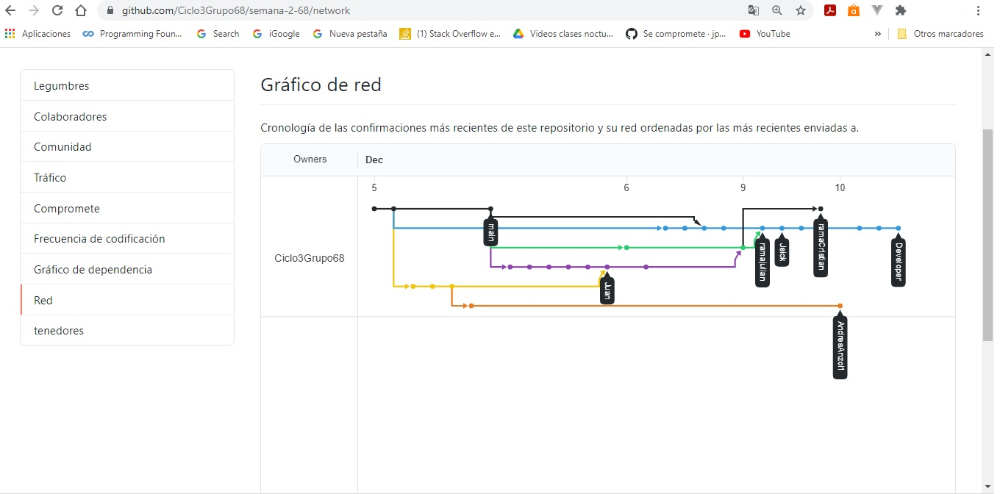 github.com/Ciclo3Grupo68/semana-2-68/network
Aplicaciones Programming Foun... Search iGoogle Nueva pestaña (1) Stack Overflow e... Videos clases noctu... Se compromete · jp... YouTube » Otros marcadores
Legumbres
Colaboradores
Comunidad
Tráfico
Compromete
Frecuencia de codificación
Gráfico de dependencia
Red
tenedores
Gráfico de red
Cronología de las confirmaciones más recientes de este repositorio y su red ordenadas por las más recientes enviadas a.
Owners Dec
5 6 9 10
Ciclo3Grupo68
main
Juan
ramajulian
Jeick
ramaCristian
AndresAnzol1
Developer